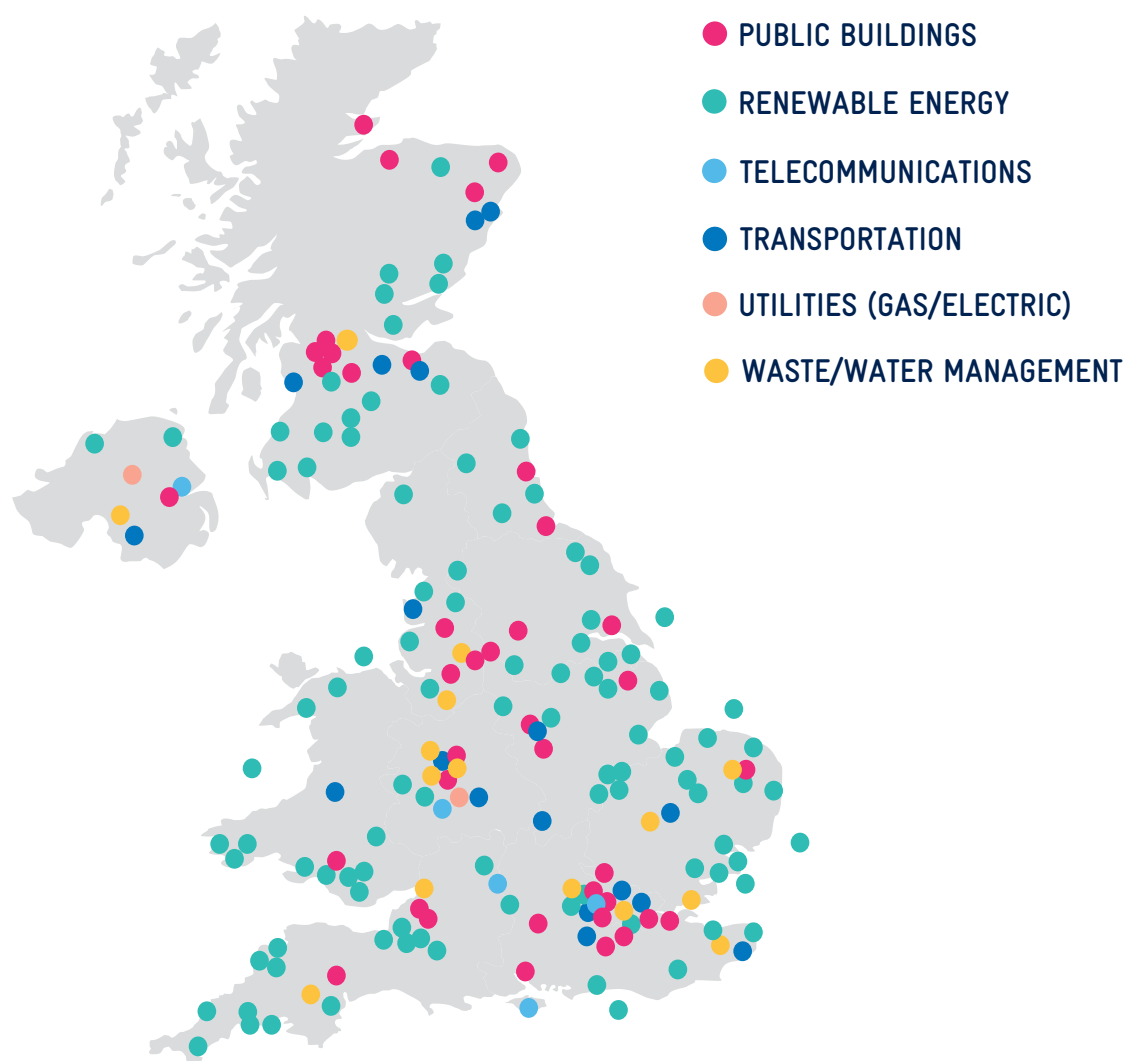 PUBLIC BUILDINGS
RENEWABLE ENERGY
TELECOMMUNICATIONS
TRANSPORTATION
UTILITIES (GAS/ELECTRIC)
WASTE/WATER MANAGEMENT